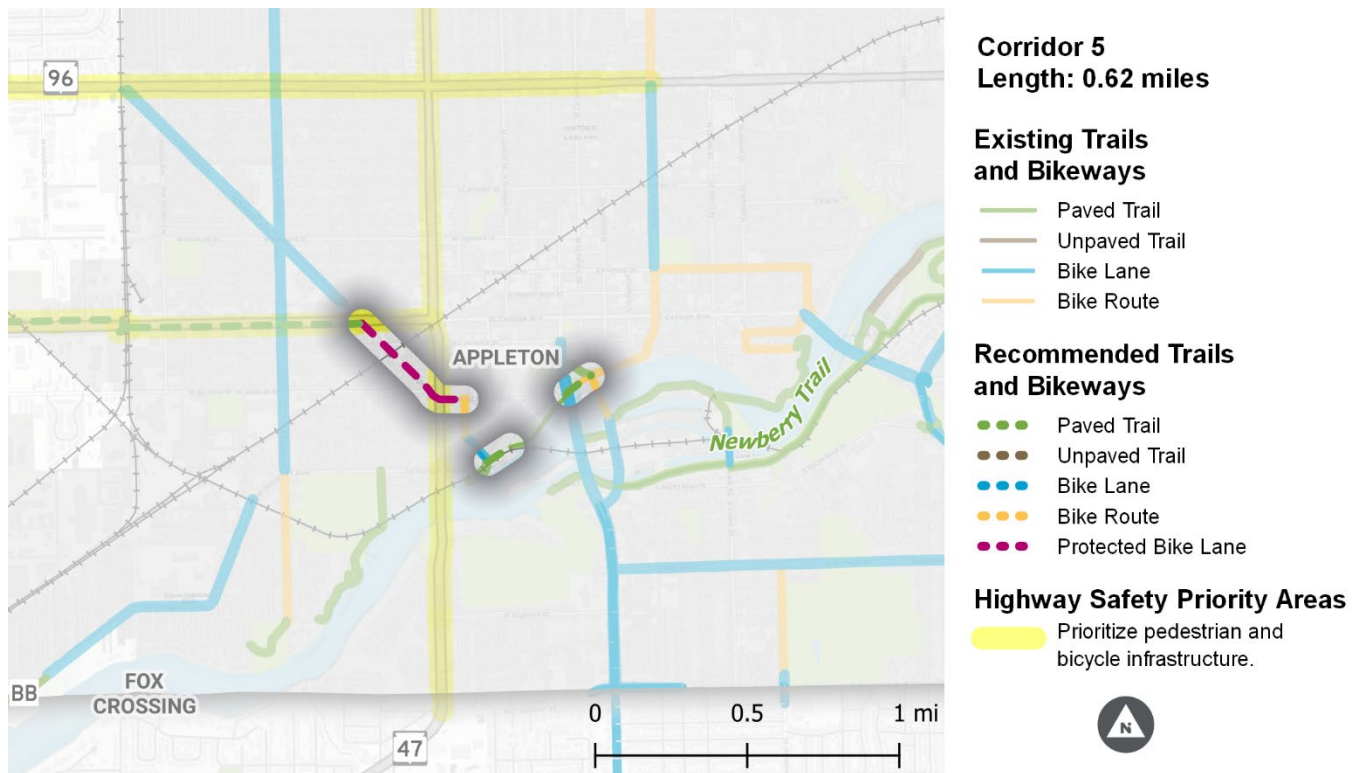 96
APPLETON
Newberry Trail
FOX
CROSSING
BB
47
0
0.5
1 mi
Corridor 5
Length: 0.62 miles
Existing Trails
and Bikeways
Paved Trail
Unpaved Trail
Bike Lane
Bike Route
Recommended Trails
and Bikeways
Paved Trail
Unpaved Trail
Bike Lane
Bike Route
Protected Bike Lane
Highway Safety Priority Areas
Prioritize pedestrian and
bicycle infrastructure.
N